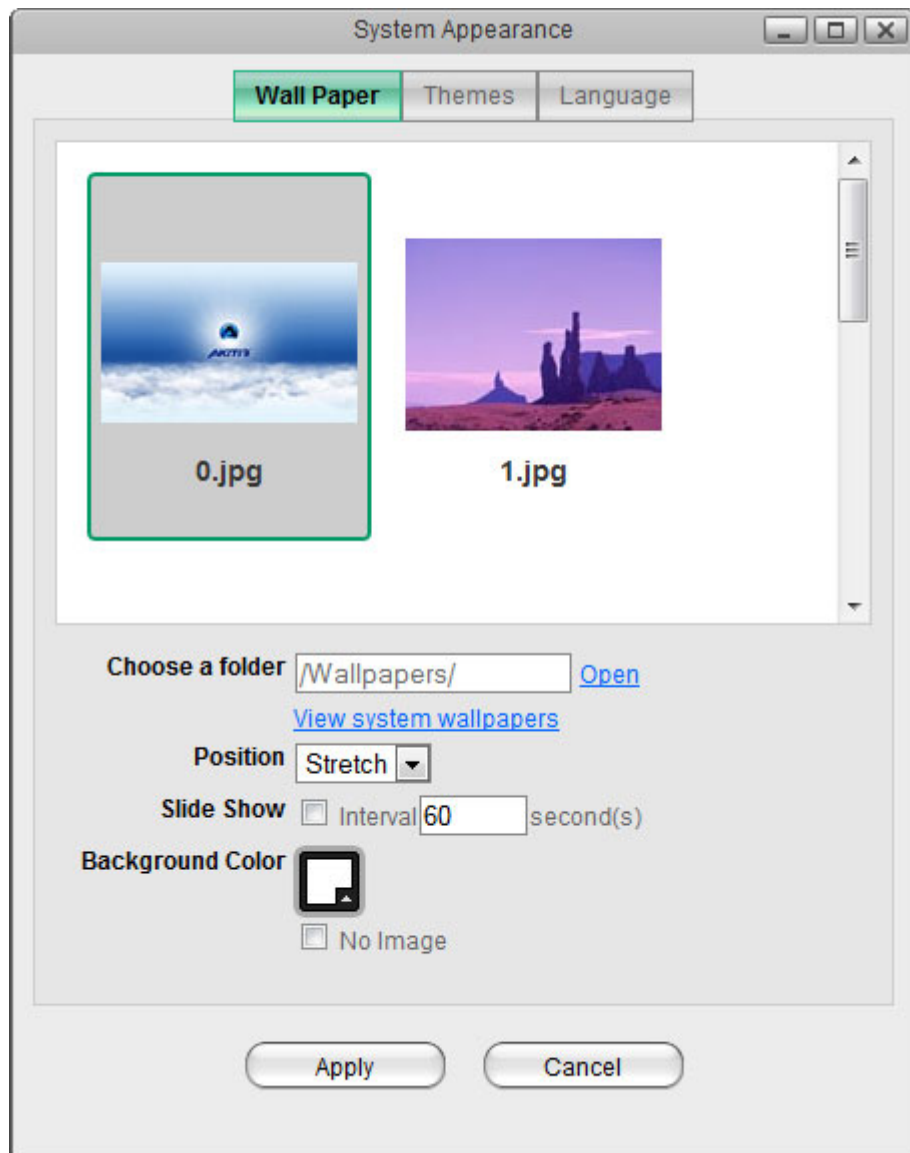 System Appearance
Wall Paper Themes Language
AKiTiO
0.jpg 1.jpg
Choose a folder /Wallpapers/ Open
View system wallpapers
Position Stretch
Slide Show Interval 60 second(s)
Background Color
No Image
Apply Cancel